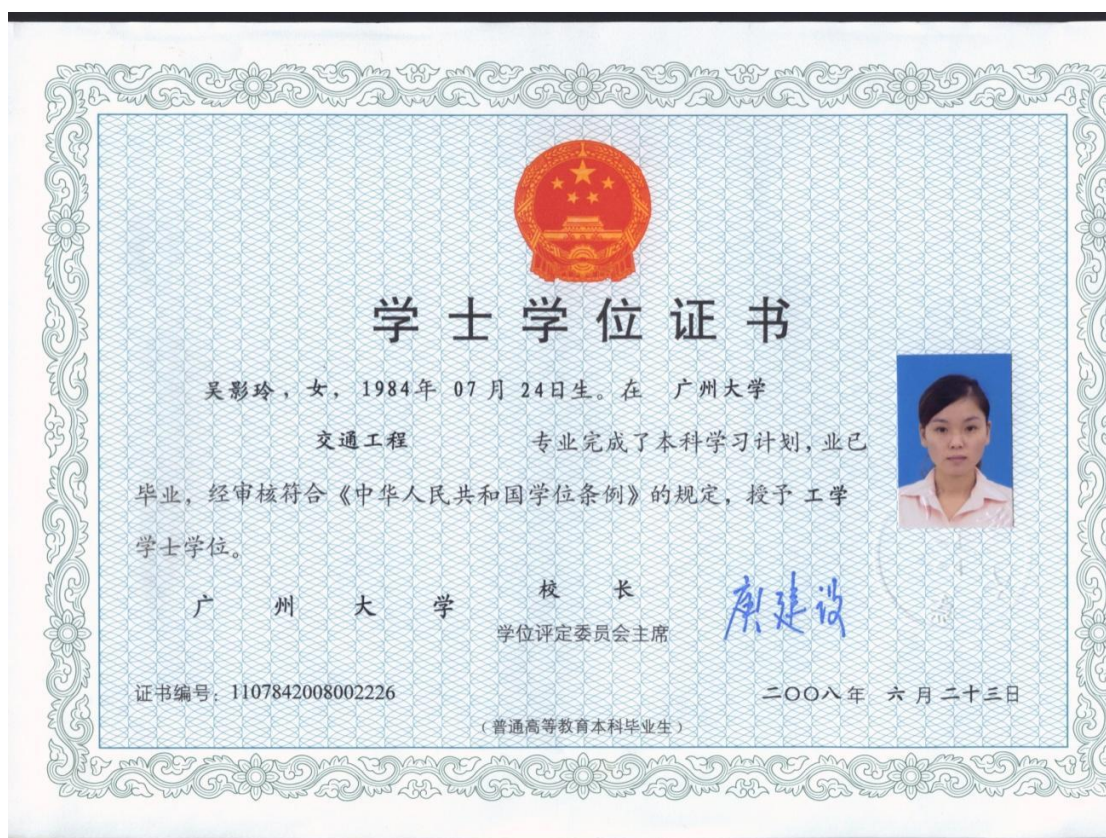 学士学位证书
吴影玲，女，1984年 07月 24日生。在 广州大学
交通工程 专业完成了本科学习计划，业已
毕业，经审核符合《中华人民共和国学位条例》的规定，授予 工学
学士学位。
广 州 大 学 校 长 庾建设
学位评定委员会主席
证书编号：1107842008002226 二〇〇八年 六月二十三日
（普通高等教育本科毕业生）